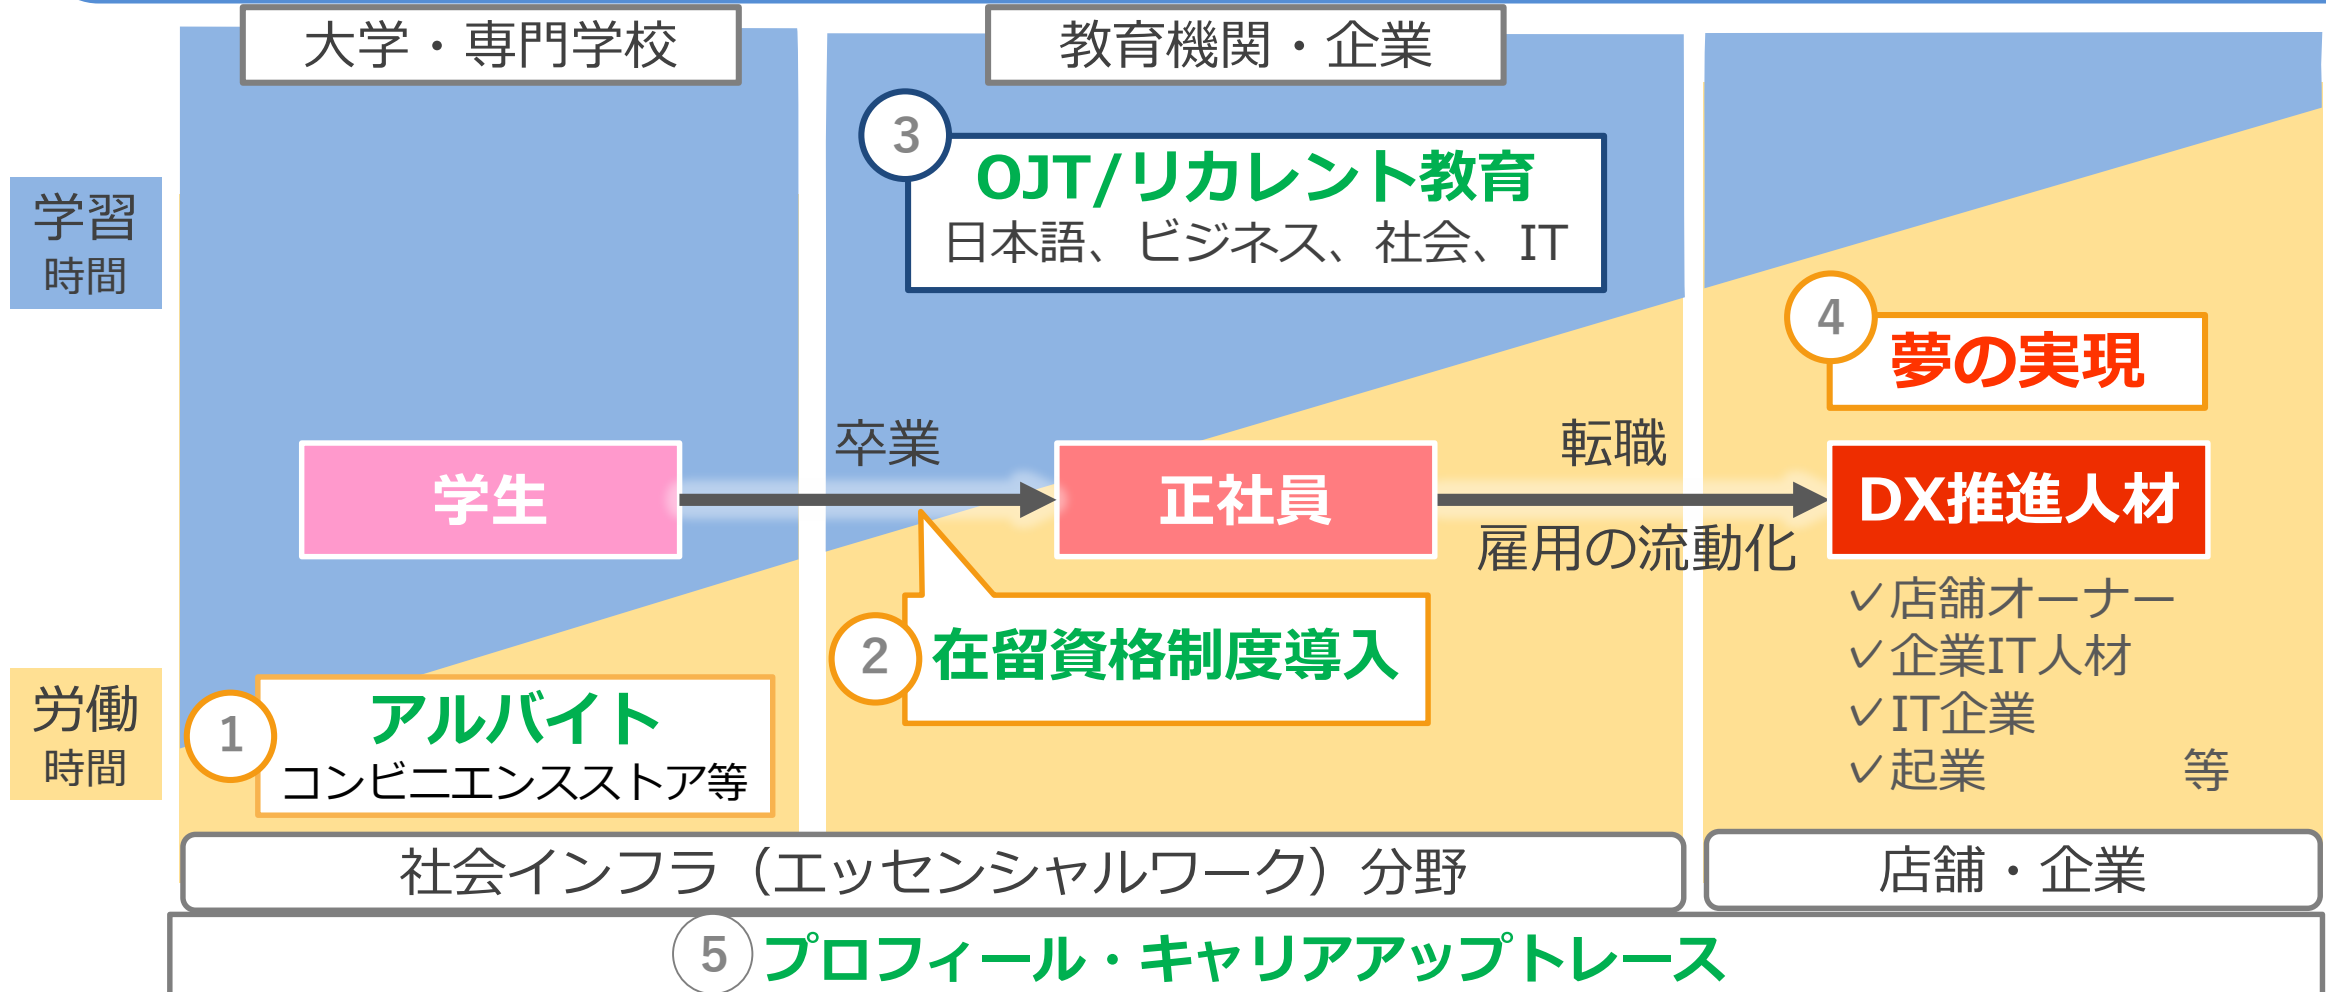 大学・専門学校
教育機関・企業
3
OJT/リカレント教育
日本語、ビジネス、社会、IT
学習
時間
4
夢の実現
学生
卒業
正社員
転職
雇用の流動化
DX推進人材
✓店舗オーナー
✓企業IT人材
✓IT企業
✓起業 等
2
在留資格制度導入
労働
時間
1
アルバイト
コンビニエンスストア等
社会インフラ（エッセンシャルワーク）分野
店舗・企業
5
プロフィール・キャリアアップトレース